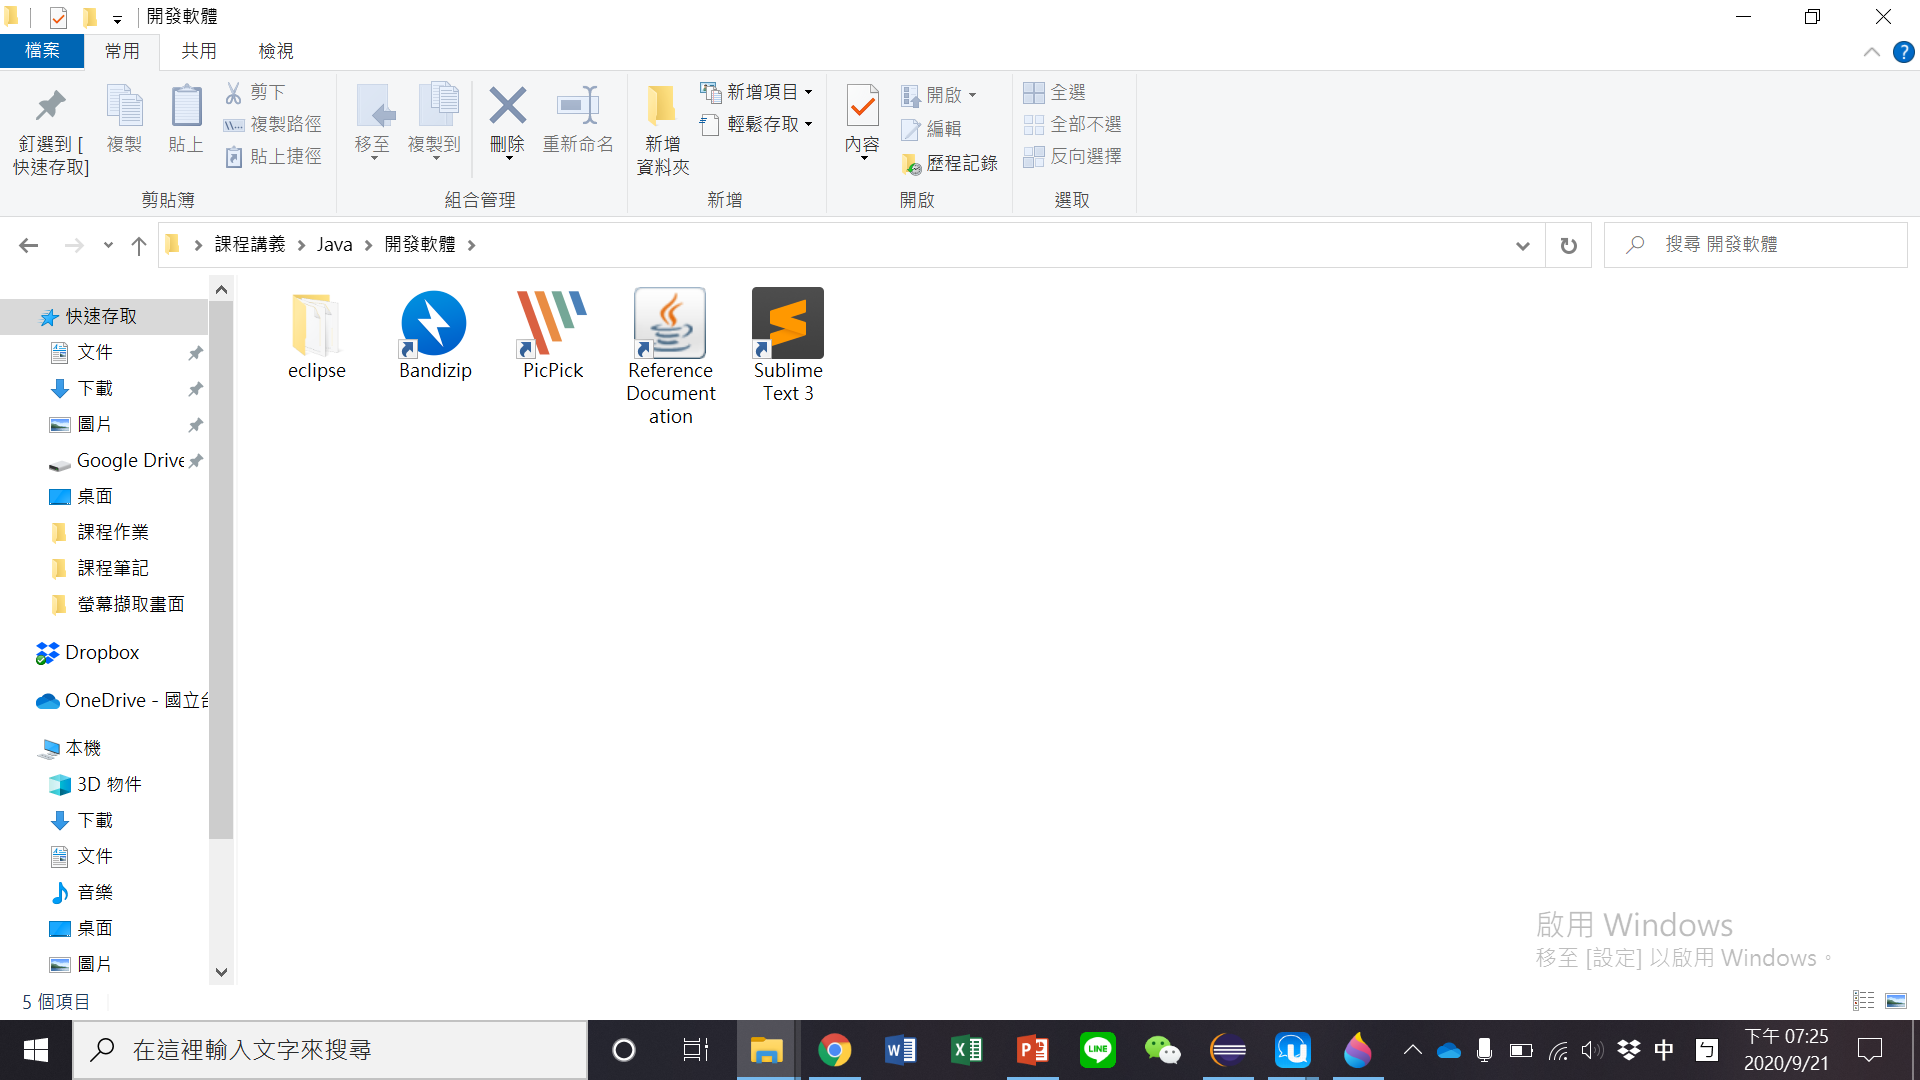 開發軟體
檔案
常用
共用
檢視
釘選到 [
快速存取]
複製
貼上
剪下
複製路徑
貼上捷徑
剪貼簿
移至
複製到
刪除
重新命名
組合管理
新增
資料夾
新增項目
輕鬆存取
新增
內容
開啟
編輯
歷程記錄
開啟
全選
全部不選
反向選擇
選取
課程講義
Java
開發軟體
搜尋 開發軟體
快速存取
文件
下載
圖片
Google Drive
桌面
課程作業
課程筆記
螢幕擷取畫面
Dropbox
OneDrive - 國立台
本機
3D 物件
下載
文件
音樂
桌面
圖片
eclipse
Bandizip
PicPick
Reference
Document
ation
Sublime
Text 3
啟用 Windows
移至 [設定] 以啟用 Windows。
5 個項目
在這裡輸入文字來搜尋
LINE
中
ㄅ
下午 07:25
2020/9/21